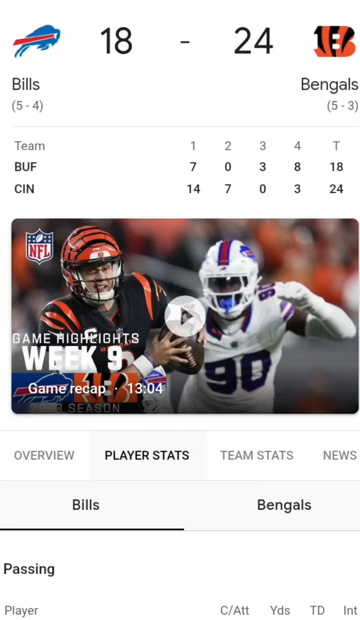 18 - 24
Bills Bengals
(5 - 4) (5 - 3)
Team 1 2 3 4 T
BUF 7 0 3 8 18
CIN 14 7 0 3 24
NFL
90
GAME HIGHLIGHTS
WEEK 9
Game recap · 13:04
3 SEASON
OVERVIEW PLAYER STATS TEAM STATS NEWS
Bills Bengals
Passing
Player C/Att Yds TD Int